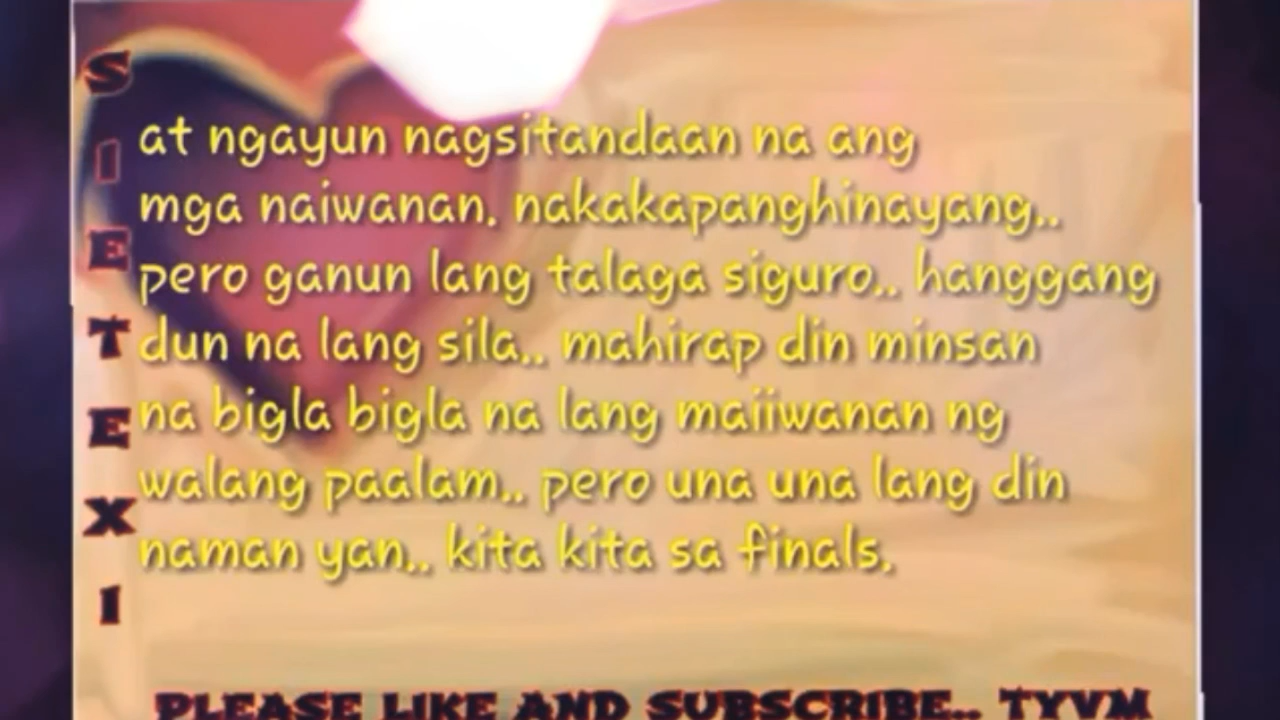 SIETEXI
at ngayun nagsitandaan na ang
mga naiwanan. nakakapanghinayang..
pero ganun lang talaga siguro.. hanggang
dun na lang sila.. mahirap din minsan
na bigla bigla na lang maiiwanan ng
walang paalam.. pero una una lang din
naman yan.. kita kita sa finals.
PLEASE LIKE AND SUBSCRIBE.. TYVM